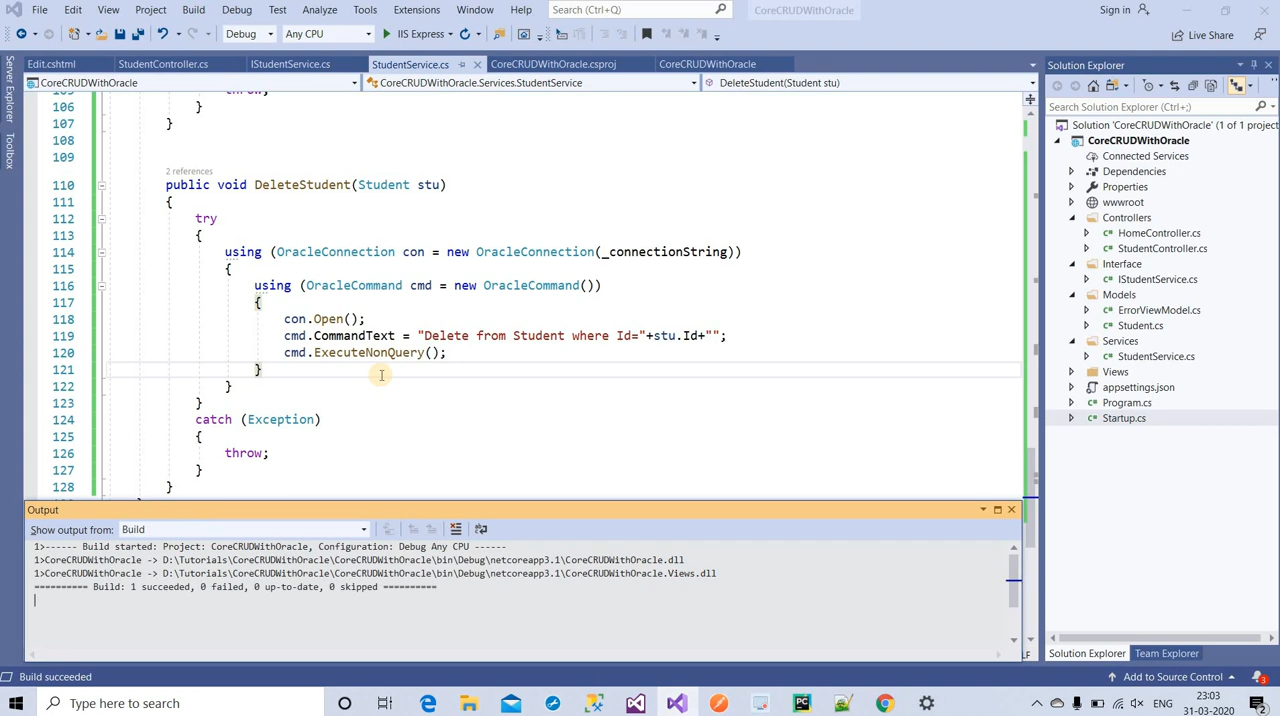 File Edit View Project Build Debug Test Analyze Tools Extensions Window Help Search (Ctrl+Q) CoreCRUDWithOracle Sign in
Debug Any CPU IIS Express Live Share
Edit.cshtml StudentController.cs IStudentService.cs StudentService.cs CoreCRUDWithOracle.csproj CoreCRUDWithOracle
CoreCRUDWithOracle CoreCRUDWithOracle.Services.StudentService DeleteStudent(Student stu)
Server Explorer
Toolbox
throw;
106 }
107 }
108
109
2 references
110 public void DeleteStudent(Student stu)
111 {
112 try
113 {
114 using (OracleConnection con = new OracleConnection(_connectionString))
115 {
116 using (OracleCommand cmd = new OracleCommand())
117 {
118 con.Open();
119 cmd.CommandText = "Delete from Student where Id="+stu.Id+"";
120 cmd.ExecuteNonQuery();
121 }
122 }
123 }
124 catch (Exception)
125 {
126 throw;
127 }
128 }
Output
Show output from: Build
1>------ Build started: Project: CoreCRUDWithOracle, Configuration: Debug Any CPU ------
1>CoreCRUDWithOracle -> D:\Tutorials\CoreCRUDWithOracle\CoreCRUDWithOracle\bin\Debug\netcoreapp3.1\CoreCRUDWithOracle.dll
1>CoreCRUDWithOracle -> D:\Tutorials\CoreCRUDWithOracle\CoreCRUDWithOracle\bin\Debug\netcoreapp3.1\CoreCRUDWithOracle.Views.dll
========== Build: 1 succeeded, 0 failed, 0 up-to-date, 0 skipped ==========
Solution Explorer
Search Solution Explorer (Ctrl+;)
Solution 'CoreCRUDWithOracle' (1 of 1 project
CoreCRUDWithOracle
Connected Services
Dependencies
Properties
wwwroot
Controllers
C# HomeController.cs
C# StudentController.cs
Interface
C# IStudentService.cs
Models
C# ErrorViewModel.cs
C# Student.cs
Services
C# StudentService.cs
Views
appsettings.json
C# Program.cs
C# Startup.cs
Solution Explorer Team Explorer
Build succeeded Add to Source Control 3
Type here to search
ENG
23:03
31-03-2020
2